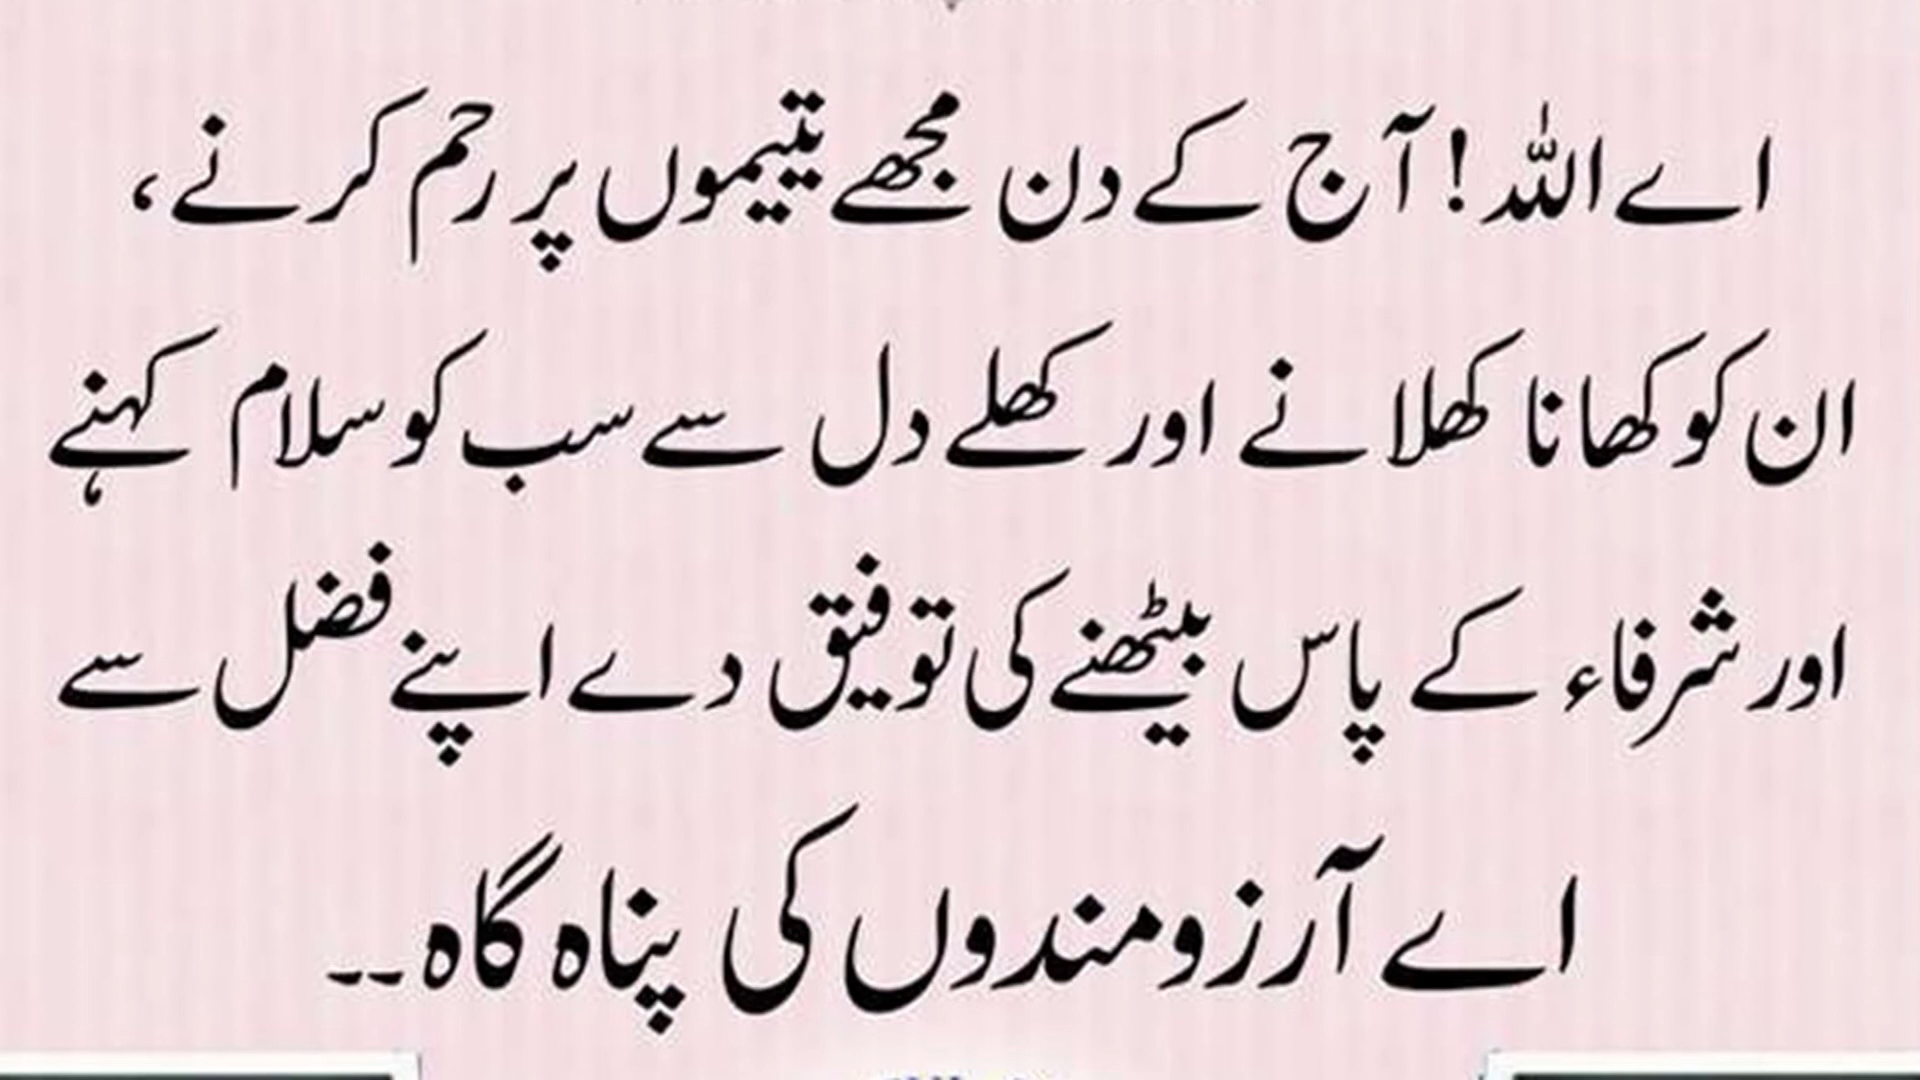 اے اللہ! آج کے دن مجھے یتیموں پر رحم کرنے،
ان کو کھانا کھلانے اور کھلے دل سے سب کو سلام کہنے
اور شرفاء کے پاس بیٹھنے کی توفیق دے اپنے فضل سے
اے آرزومندوں کی پناہ گاہ--